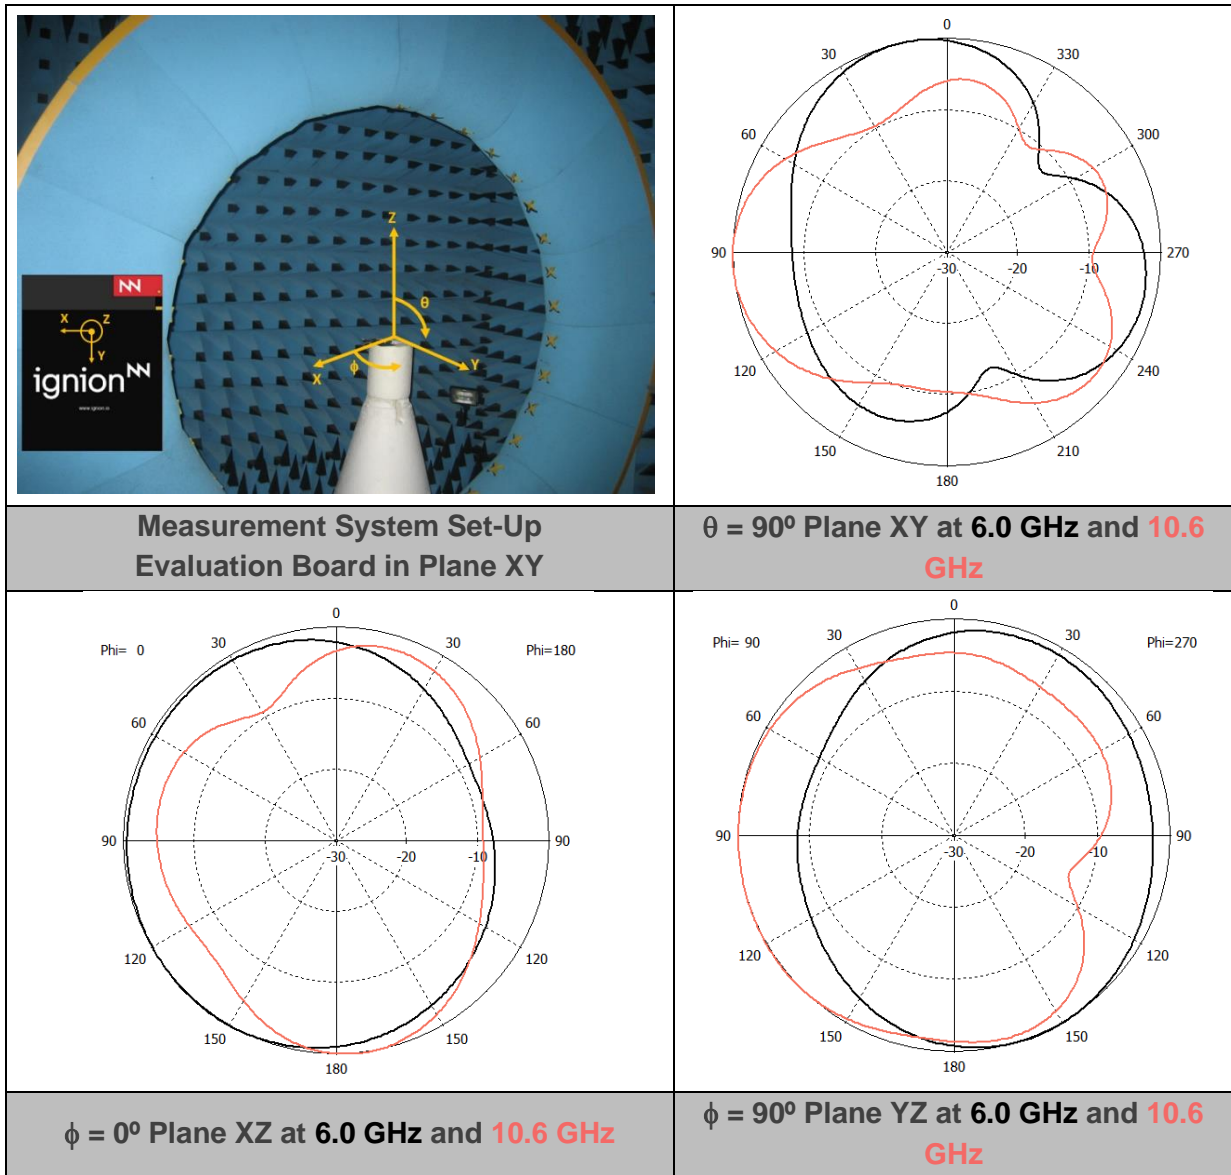 Z
θ
X
ϕ
Y
X
Z
Y
ignion
www.ignion.io
0
30
330
60
300
90
-30
-20
-10
270
120
240
150
210
180
Measurement System Set-Up
Evaluation Board in Plane XY
θ = 90º Plane XY at 6.0 GHz and 10.6
GHz
0
Phi= 0
30
30
Phi=180
60
60
90
-30
-20
-10
90
120
120
150
150
180
0
Phi= 90
30
30
Phi=270
60
60
90
-30
-20
-10
90
120
120
150
150
180
ϕ = 0º Plane XZ at 6.0 GHz and 10.6 GHz
ϕ = 90º Plane YZ at 6.0 GHz and 10.6
GHz